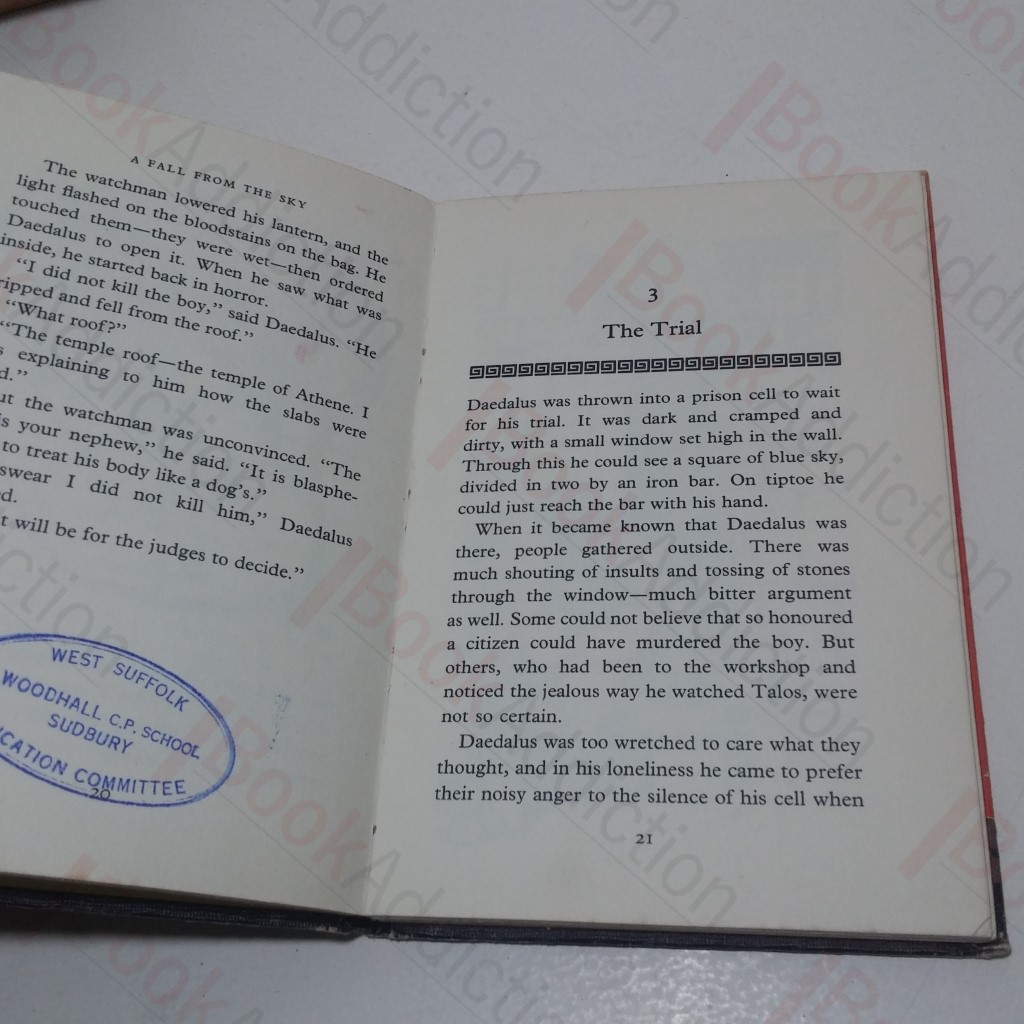 A FALL FROM THE SKY
The watchman lowered his lantern, and the
light flashed on the bloodstains on the bag. He
touched them—they were wet—then ordered
Daedalus to open it. When he saw what was
inside, he started back in horror.
“I did not kill the boy,” said Daedalus. “He
and fell from the roof.”
“What roof?”
“The temple roof—the temple of Athene. I
explaining to him how the slabs were
the watchman was unconvinced. “The
your nephew,” he said. “It is blasphe-
to treat his body like a dog’s.”
swear I did not kill him,” Daedalus
will be for the judges to decide.”
WEST SUFFOLK
WOODHALL C.P. SCHOOL
SUDBURY
COMMITTEE
20
3
The Trial
Daedalus was thrown into a prison cell to wait
for his trial. It was dark and cramped and
dirty, with a small window set high in the wall.
Through this he could see a square of blue sky,
divided in two by an iron bar. On tiptoe he
could just reach the bar with his hand.
When it became known that Daedalus was
there, people gathered outside. There was
much shouting of insults and tossing of stones
through the window—much bitter argument
as well. Some could not believe that so honoured
a citizen could have murdered the boy. But
others, who had been to the workshop and
noticed the jealous way he watched Talos, were
not so certain.
Daedalus was too wretched to care what they
thought, and in his loneliness he came to prefer
their noisy anger to the silence of his cell when
21
BookAddiction